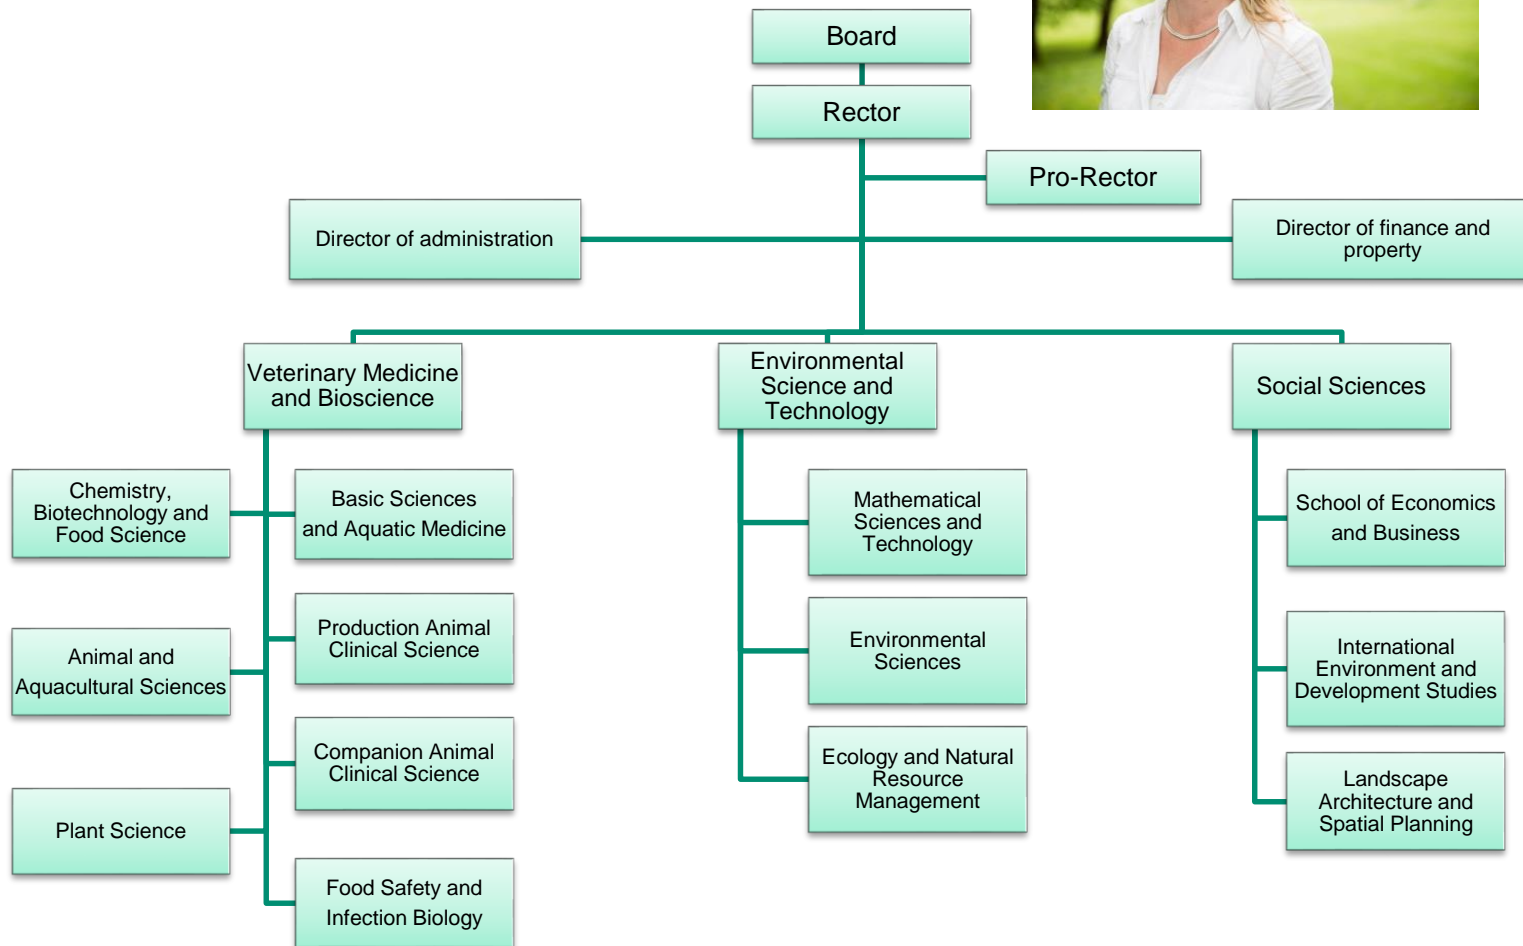 Board
Rector
Pro-Rector
Director of administration
Director of finance and
property
Veterinary Medicine
and Bioscience
Environmental
Science and
Technology
Social Sciences
Chemistry,
Biotechnology and
Food Science
Basic Sciences
and Aquatic Medicine
Mathematical
Sciences and
Technology
School of Economics
and Business
Production Animal
Clinical Science
Animal and
Aquacultural Sciences
Environmental
Sciences
International
Environment and
Development Studies
Companion Animal
Clinical Science
Ecology and Natural
Resource
Management
Landscape
Architecture and
Spatial Planning
Plant Science
Food Safety and
Infection Biology